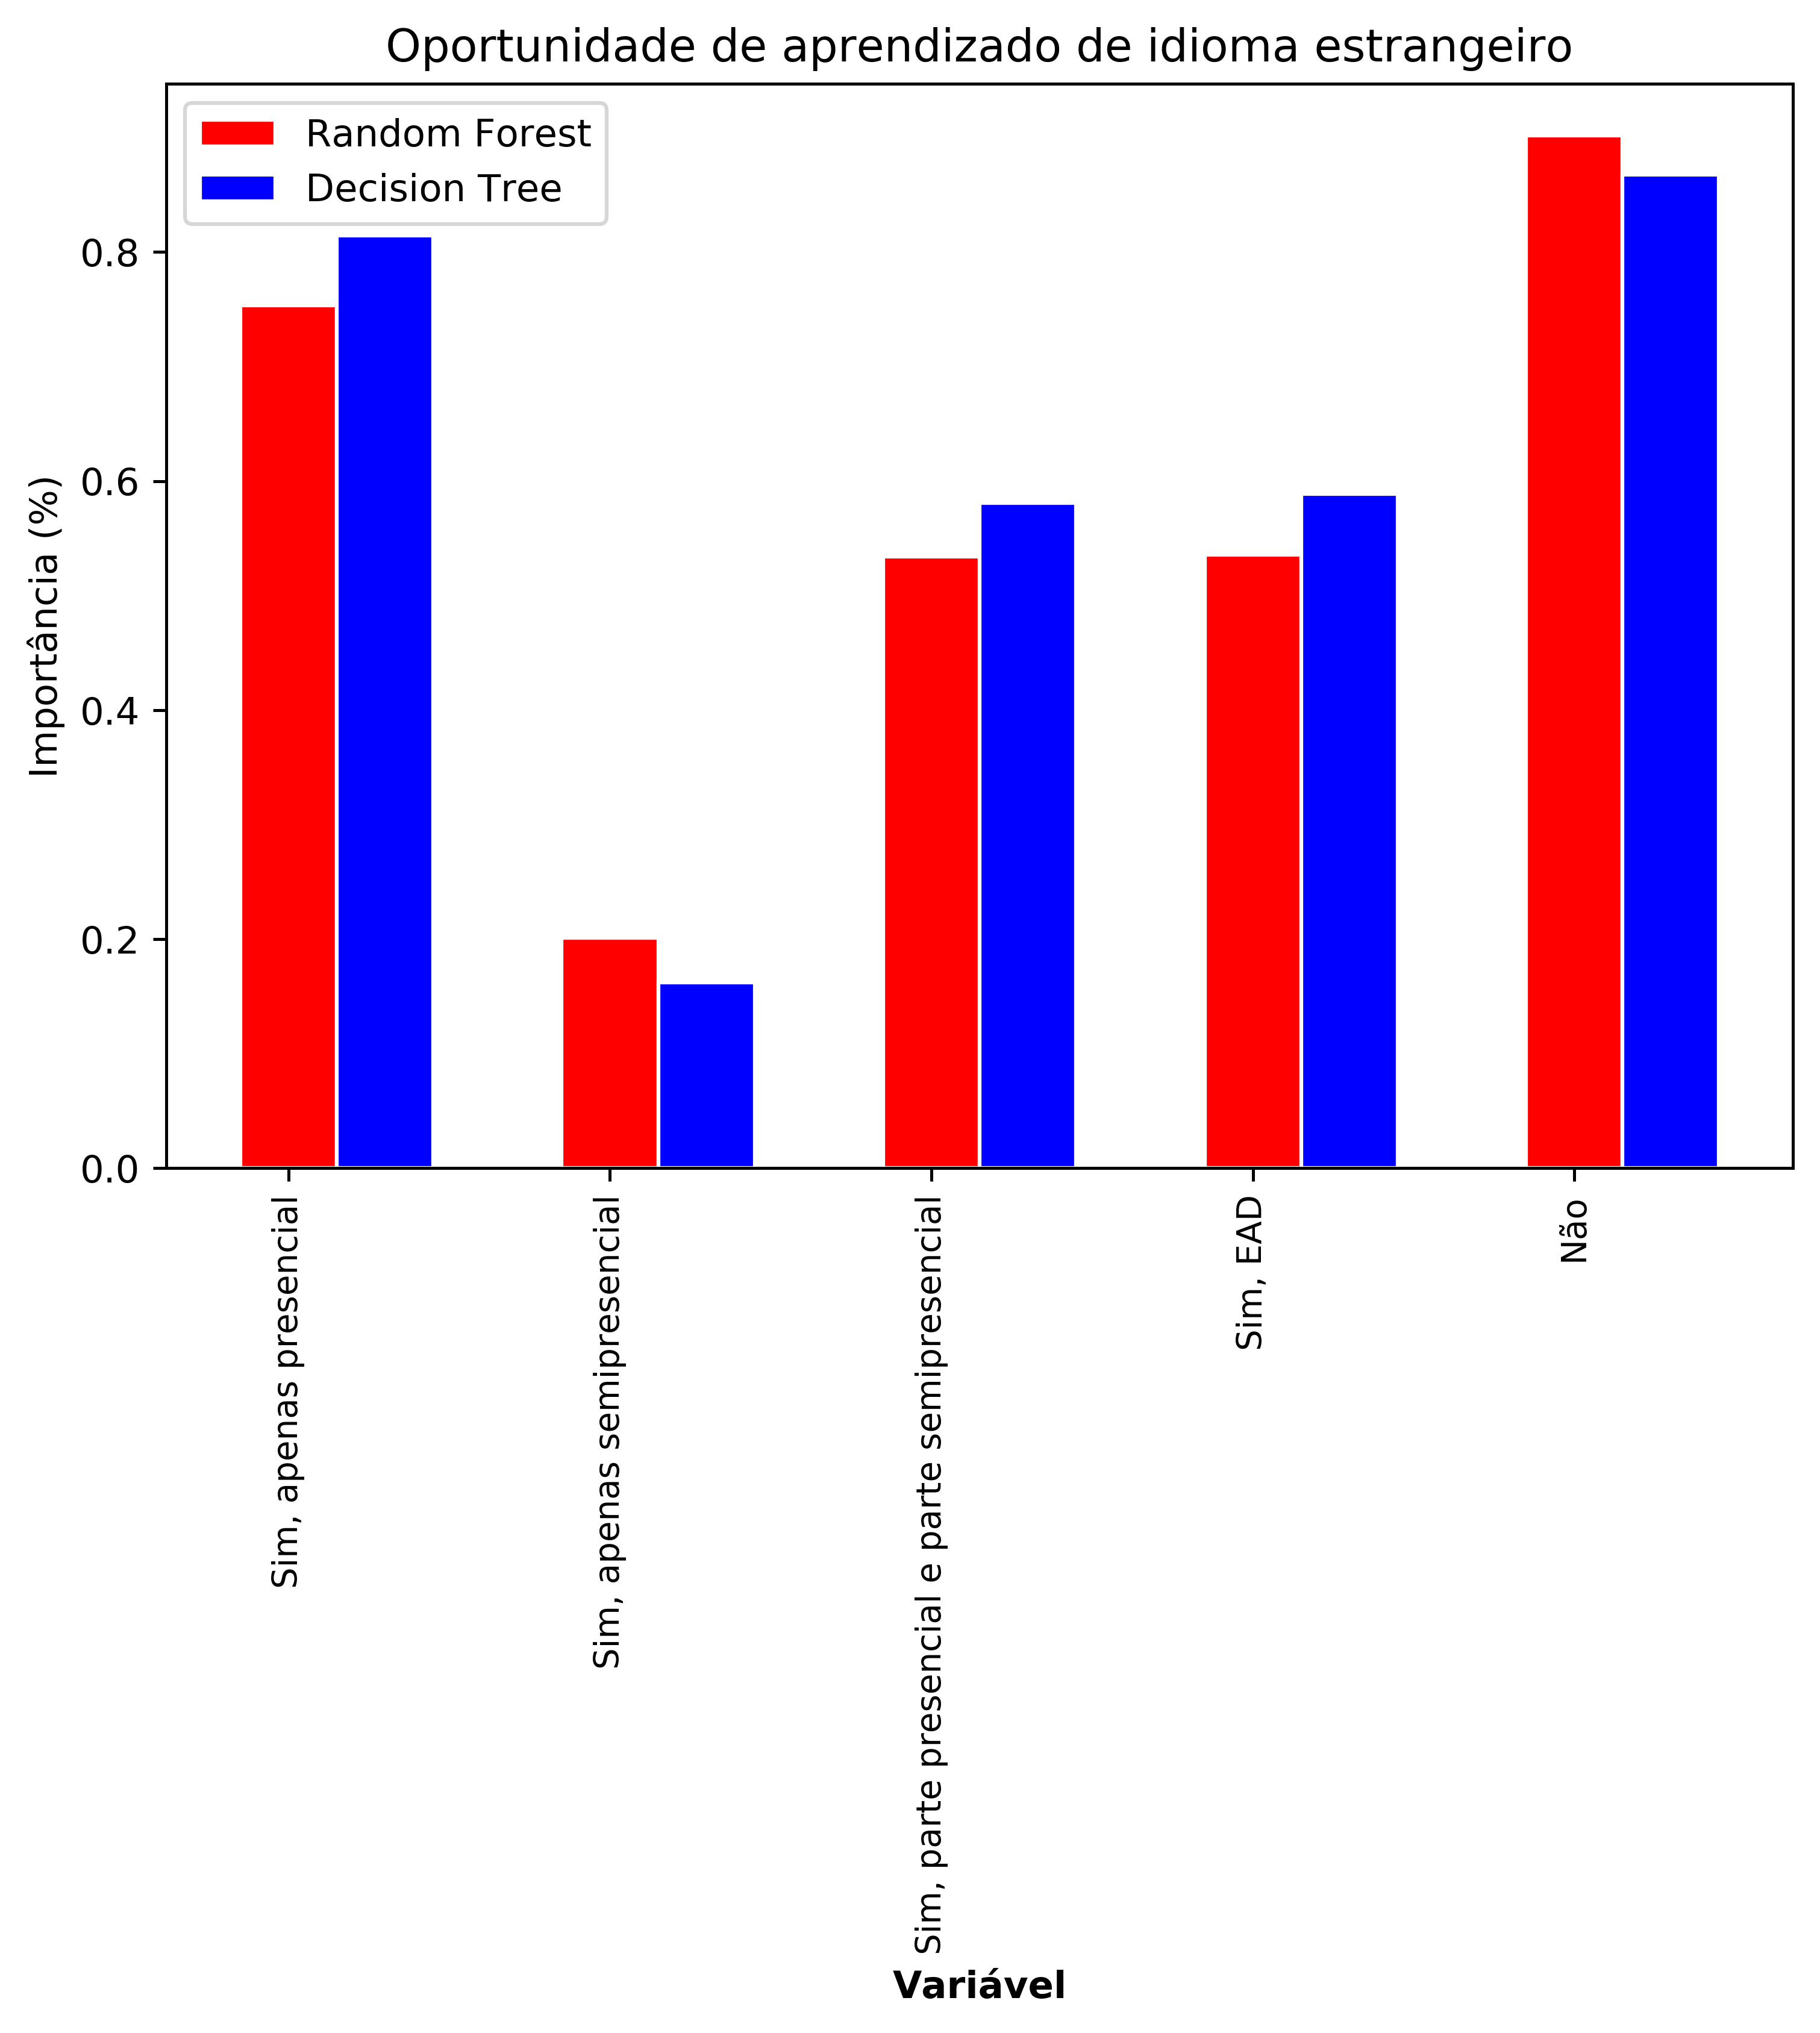 Oportunidade de aprendizado de idioma estrangeiro
Random Forest
Decision Tree
Importância (%)
0.8
0.6
0.4
0.2
0.0
Sim, apenas presencial
Sim, apenas semipresencial
Sim, parte presencial e parte semipresencial
Sim, EAD
Não
Variável